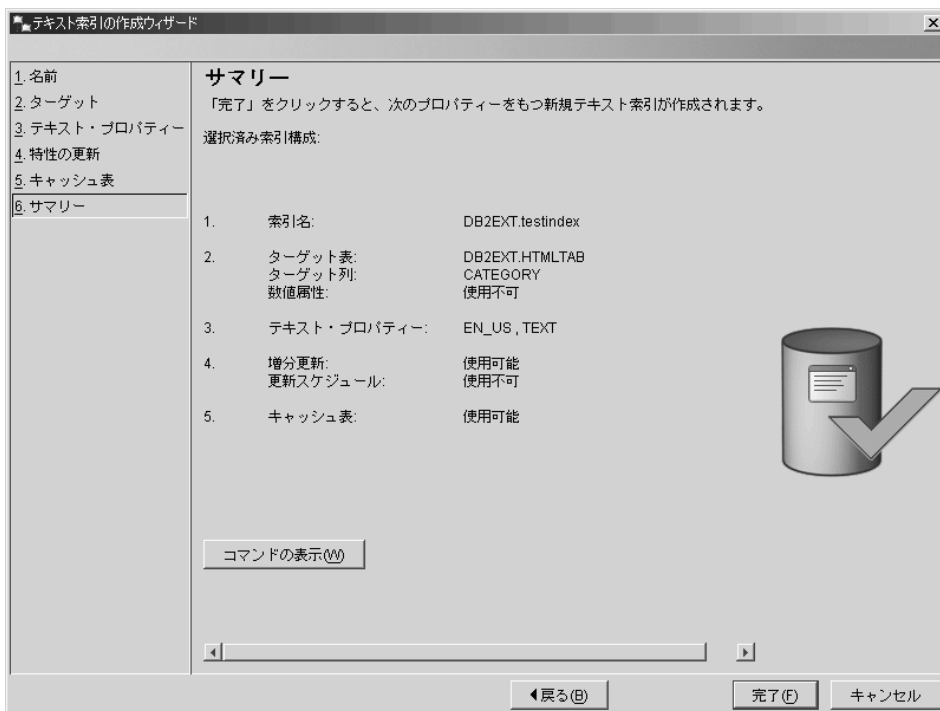 テキスト索引の作成ウィザード
1.名前
2.ターゲット
3.テキスト・プロパティー
4.特性の更新
5.キャッシュ表
6.サマリー
サマリー
「完了」をクリックすると、次のプロパティーをもつ新規テキスト索引が作成されます。
選択済み索引構成:
1. 索引名: DB2EXT.testindex
2. ターゲット表: DB2EXT.HTMLTAB
ターゲット列: CATEGORY
数値属性: 使用不可
3. テキスト・プロパティー: EN_US , TEXT
4. 増分更新: 使用可能
更新スケジュール: 使用不可
5. キャッシュ表: 使用可能
コマンドの表示(W)
戻る(B) 完了(F) キャンセル